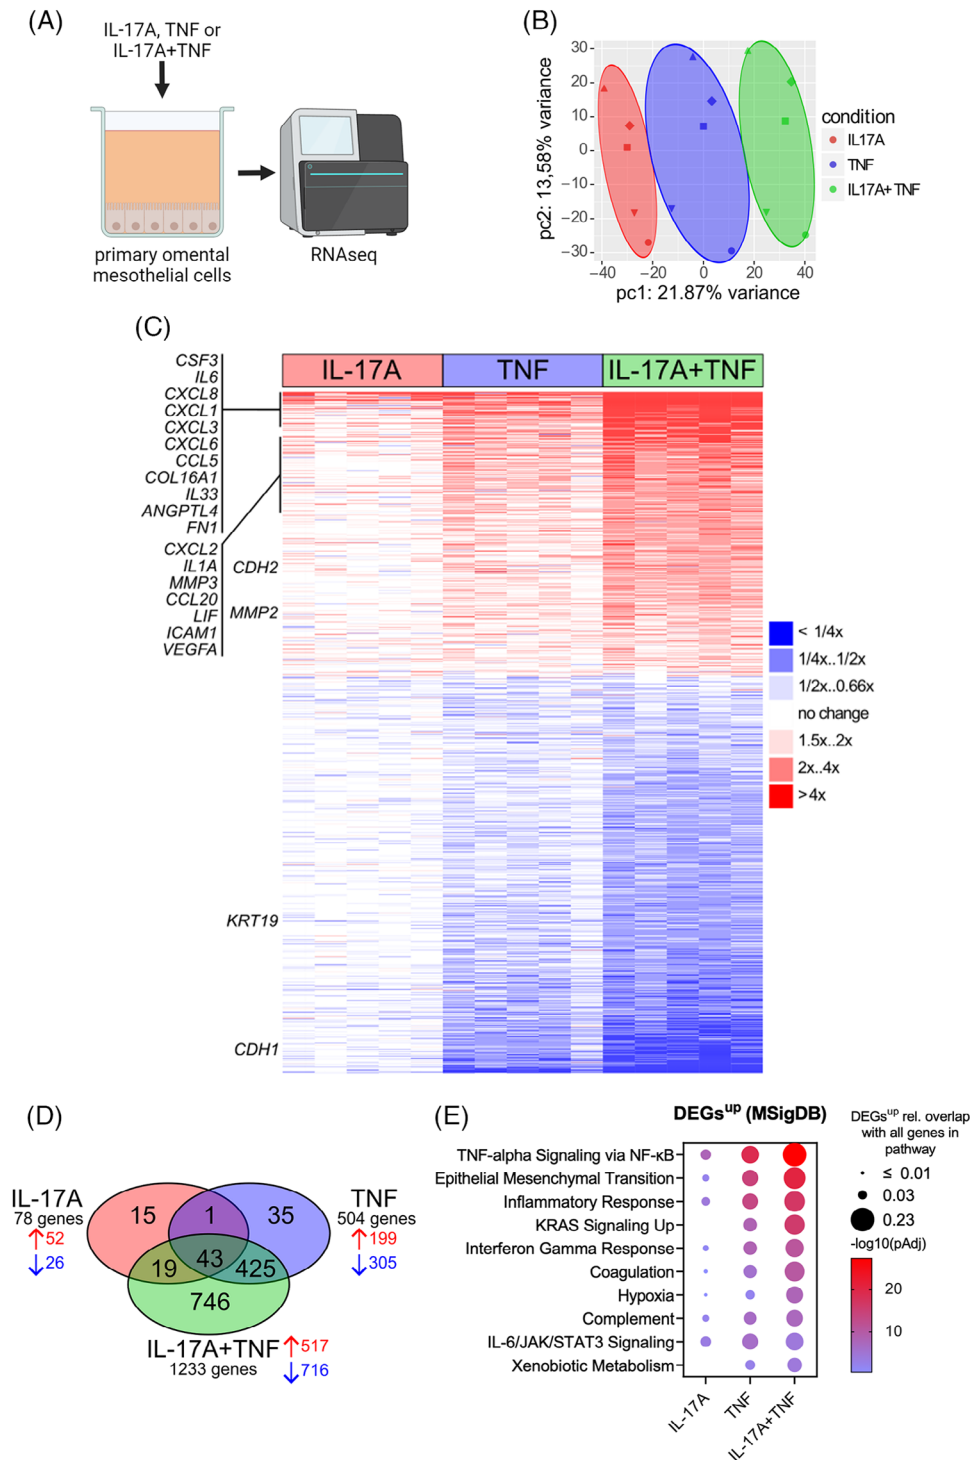 (A)
IL-17A, TNF or
IL-17A+TNF
primary omental
mesothelial cells
RNAseq
(B)
pc2: 13,58% variance
30
20
10
0
−10
−20
−30
−40
−20
0
20
40
pc1: 21.87% variance
condition
IL17A
TNF
IL17A+TNF
(C)
IL-17A
TNF
IL-17A+TNF
CSF3
IL6
CXCL8
CXCL1
CXCL3
CXCL6
CCL5
COL16A1
IL33
ANGPTL4
FN1
CXCL2
IL1A
MMP3
CCL20
LIF
ICAM1
VEGFA
CDH2
MMP2
KRT19
CDH1
< 1/4x
1/4x..1/2x
1/2x..0.66x
no change
1.5x..2x
2x..4x
>4x
(D)
IL-17A
78 genes
↑52
↓26
TNF
504 genes
↑199
↓305
15
1
35
19
43
425
746
IL-17A+TNF
1233 genes
↑517
↓716
(E)
DEGsup (MSigDB)
TNF-alpha Signaling via NF-κB
Epithelial Mesenchymal Transition
Inflammatory Response
KRAS Signaling Up
Interferon Gamma Response
Coagulation
Hypoxia
Complement
IL-6/JAK/STAT3 Signaling
Xenobiotic Metabolism
IL-17A
TNF
IL-17A+TNF
DEGsup rel. overlap
with all genes in
pathway
≤ 0.01
0.03
0.23
-log10(pAdj)
20
10